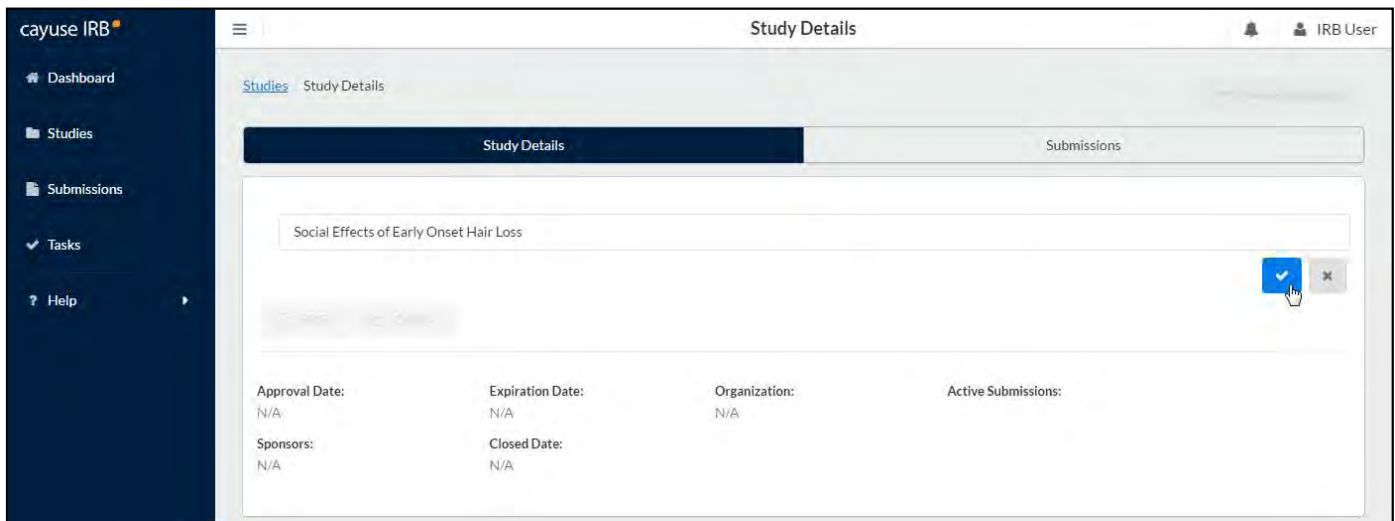 cayuse IRB
Study Details
IRB User
Dashboard
Studies
Submissions
Tasks
? Help
Studies Study Details
Study Details
Submissions
Social Effects of Early Onset Hair Loss
Approval Date:
Expiration Date:
Organization:
Active Submissions:
N/A
N/A
N/A
Sponsors:
Closed Date:
N/A
N/A